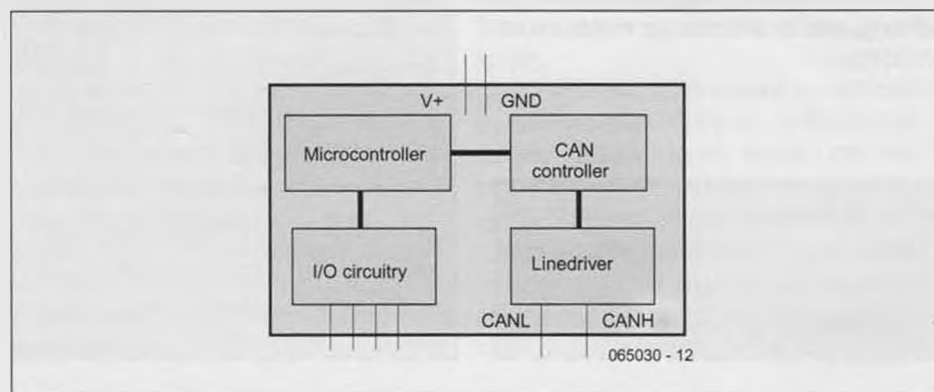 V+ GND
Microcontroller
CAN
controller
I/O circuitry
Linedriver
CANL CANH
065030 - 12